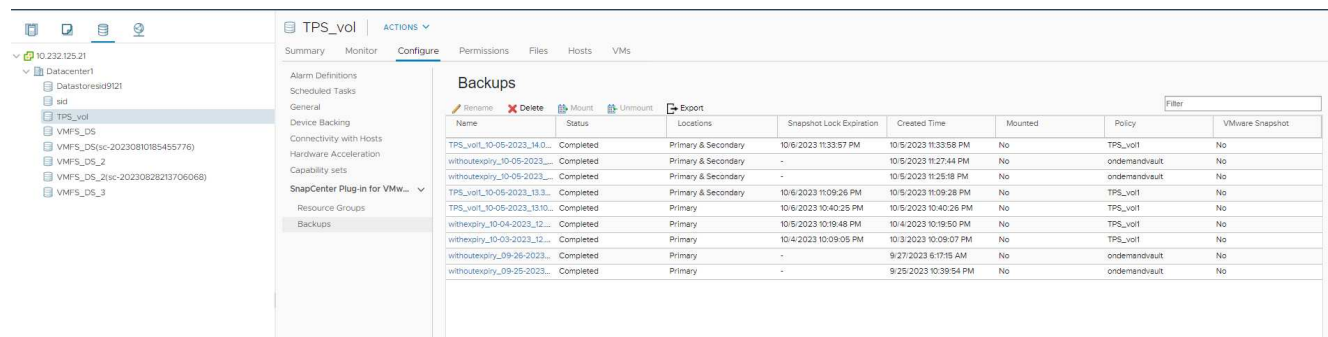 TPS_vol ACTIONS
Summary Monitor Configure Permissions Files Hosts VMs
10.232.125.21
Datacenter1
Datastoresid9121
sid
TPS_vol
VMFS_DS
VMFS_DS(sc-20230810185455776)
VMFS_DS_2
VMFS_DS_2(sc-20230828213706068)
VMFS_DS_3
Alarm Definitions
Scheduled Tasks
General
Device Backing
Connectivity with Hosts
Hardware Acceleration
Capability sets
SnapCenter Plug-in for VMw...
Resource Groups
Backups
Backups
Rename Delete Mount Unmount Export Filter
Name Status Locations Snapshot Lock Expiration Created Time Mounted Policy VMware Snapshot
TPS_vol1_10-05-2023_14.0... Completed Primary & Secondary 10/6/2023 11:33:57 PM 10/5/2023 11:33:58 PM No TPS_vol1 No
withoutexpiry_10-05-2023_... Completed Primary & Secondary - 10/5/2023 11:27:44 PM No ondemandvault No
withoutexpiry_10-05-2023_... Completed Primary & Secondary - 10/5/2023 11:25:18 PM No ondemandvault No
TPS_vol1_10-05-2023_13.3... Completed Primary & Secondary 10/6/2023 11:09:26 PM 10/5/2023 11:09:28 PM No TPS_vol1 No
TPS_vol1_10-05-2023_13.10... Completed Primary 10/6/2023 10:40:25 PM 10/5/2023 10:40:26 PM No TPS_vol1 No
withexpiry_10-04-2023_12.... Completed Primary 10/5/2023 10:19:48 PM 10/4/2023 10:19:50 PM No TPS_vol1 No
withexpiry_10-03-2023_12.... Completed Primary 10/4/2023 10:09:05 PM 10/3/2023 10:09:07 PM No TPS_vol1 No
withoutexpiry_09-26-2023... Completed Primary - 9/27/2023 6:17:15 AM No ondemandvault No
withoutexpiry_09-25-2023... Completed Primary - 9/25/2023 10:39:54 PM No ondemandvault No